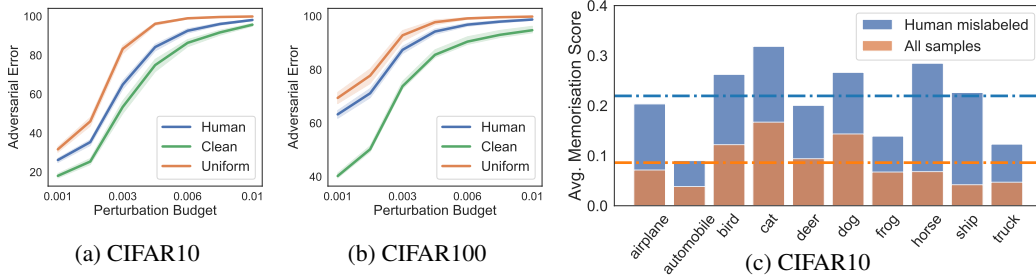 Adversarial Error
100
80
60
40
20
0.001
0.003
0.006
0.01
Perturbation Budget
Human
Clean
Uniform
(a) CIFAR10
Adversarial Error
100
80
60
40
0.001
0.003
0.006
0.01
Perturbation Budget
Human
Clean
Uniform
(b) CIFAR100
Avg. Memorisation Score
0.4
0.3
0.2
0.1
0.0
Human mislabeled
All samples
airplane
automobile
bird
cat
deer
dog
frog
horse
ship
truck
(c) CIFAR10